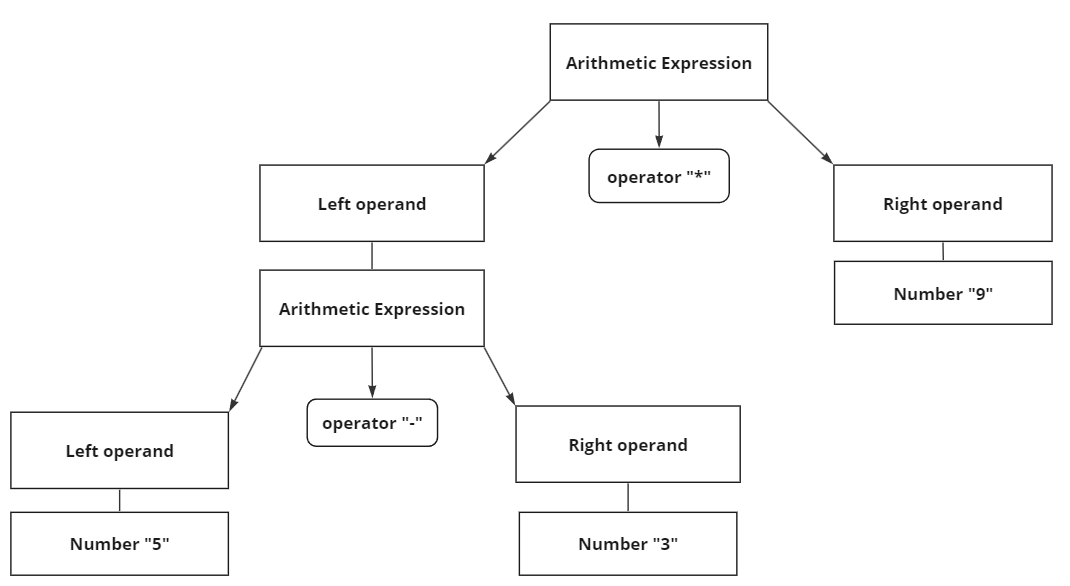 Arithmetic Expression
operator "*"
Left operand
Right operand
Number "9"
Arithmetic Expression
operator "-"
Left operand
Right operand
Number "5"
Number "3"